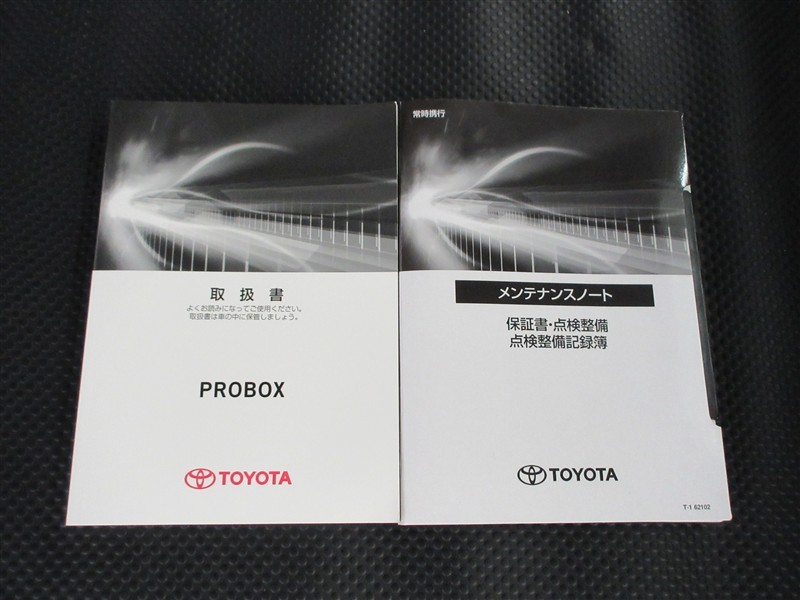 取扱書
よくお読みになってご使用ください。
取扱書は車の中に保管しましょう。
PROBOX
TOYOTA
常時携行
メンテナンスノート
保証書・点検整備
点検整備記録簿
TOYOTA
T-1 62102